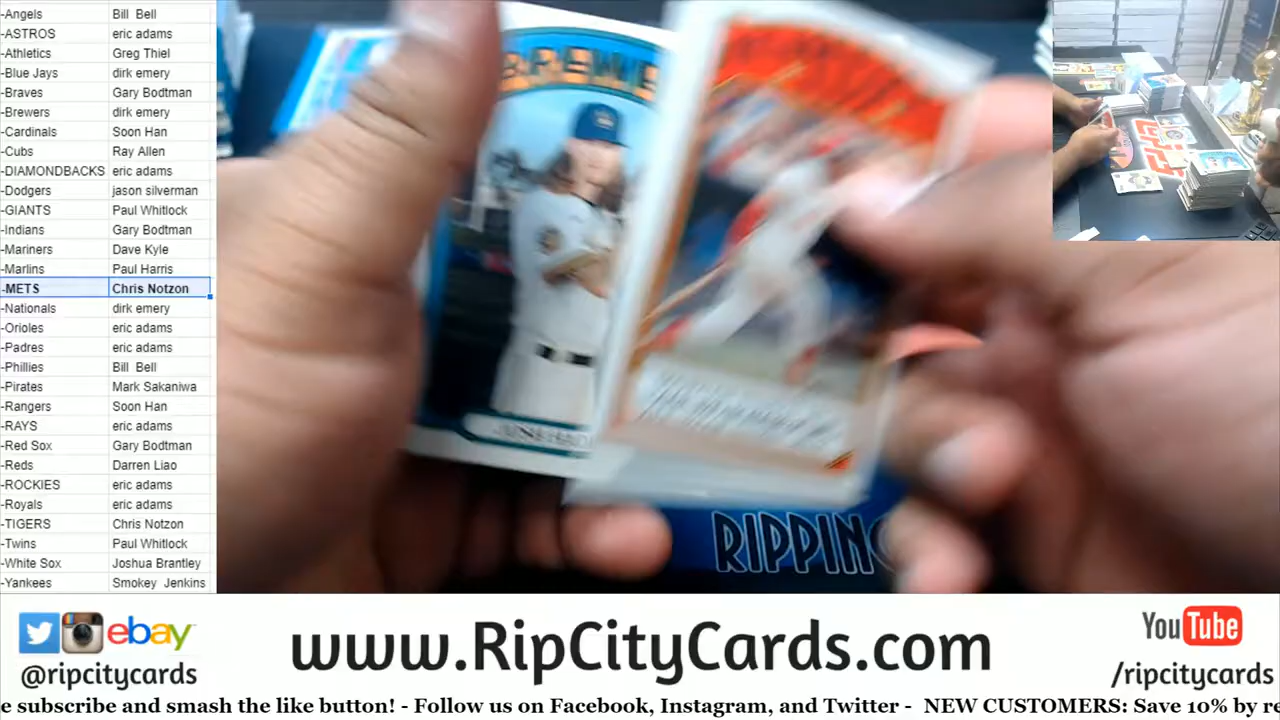 -Angels Bill Bell
-ASTROS eric adams
-Athletics Greg Thiel
-Blue Jays dirk emery
-Braves Gary Bodtman
-Brewers dirk emery
-Cardinals Soon Han
-Cubs Ray Allen
-DIAMONDBACKS eric adams
-Dodgers jason silverman
-GIANTS Paul Whitlock
-Indians Gary Bodtman
-Mariners Dave Kyle
-Marlins Paul Harris
-METS Chris Notzon
-Nationals dirk emery
-Orioles eric adams
-Padres eric adams
-Phillies Bill Bell
-Pirates Mark Sakaniwa
-Rangers Soon Han
-RAYS eric adams
-Red Sox Gary Bodtman
-Reds Darren Liao
-ROCKIES eric adams
-Royals eric adams
-TIGERS Chris Notzon
-Twins Paul Whitlock
-White Sox Joshua Brantley
-Yankees Smokey Jenkins
BREWE
RIPPING
ebay
@ripcitycards
www.RipCityCards.com
YouTube
/ripcitycards
e subscribe and smash the like button! - Follow us on Facebook, Instagram, and Twitter - NEW CUSTOMERS: Save 10% by re